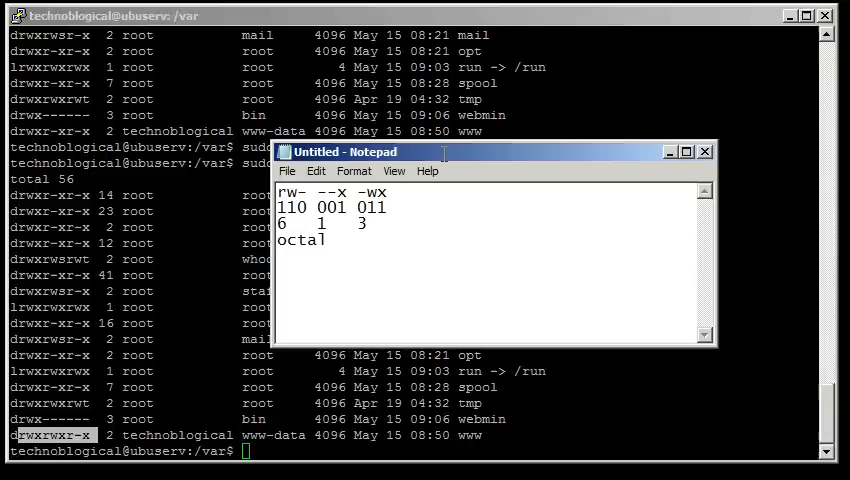 technoblogical@ubuserv: /var
drwxrwsr-x 2 root mail 4096 May 15 08:21 mail
drwxr-xr-x 2 root root 4096 May 15 08:21 opt
lrwxrwxrwx 1 root root 4 May 15 09:03 run -> /run
drwxr-xr-x 7 root root 4096 May 15 08:28 spool
drwxrwxrwt 2 root root 4096 Apr 19 04:32 tmp
drwx------ 3 root bin 4096 May 15 09:06 webmin
drwxr-xr-x 2 technoblogical www-data 4096 May 15 08:50 www
technoblogical@ubuserv:/var$ sudo
technoblogical@ubuserv:/var$ sudo
total 56
drwxr-xr-x 14 root root
drwxr-xr-x 23 root root
drwxr-xr-x 2 root root
drwxr-xr-x 12 root root
drwxrwsrwt 2 root whoo
drwxr-xr-x 41 root root
drwxrwsr-x 2 root staf
lrwxrwxrwx 1 root root
drwxr-xr-x 16 root root
drwxrwsr-x 2 root mail
drwxr-xr-x 2 root root 4096 May 15 08:21 opt
lrwxrwxrwx 1 root root 4 May 15 09:03 run -> /run
drwxr-xr-x 7 root root 4096 May 15 08:28 spool
drwxrwxrwt 2 root root 4096 Apr 19 04:32 tmp
drwx------ 3 root bin 4096 May 15 09:06 webmin
drwxrwxr-x 2 technoblogical www-data 4096 May 15 08:50 www
technoblogical@ubuserv:/var$
Untitled - Notepad
File Edit Format View Help
rw- --x -wx
110 001 011
6 1 3
octal